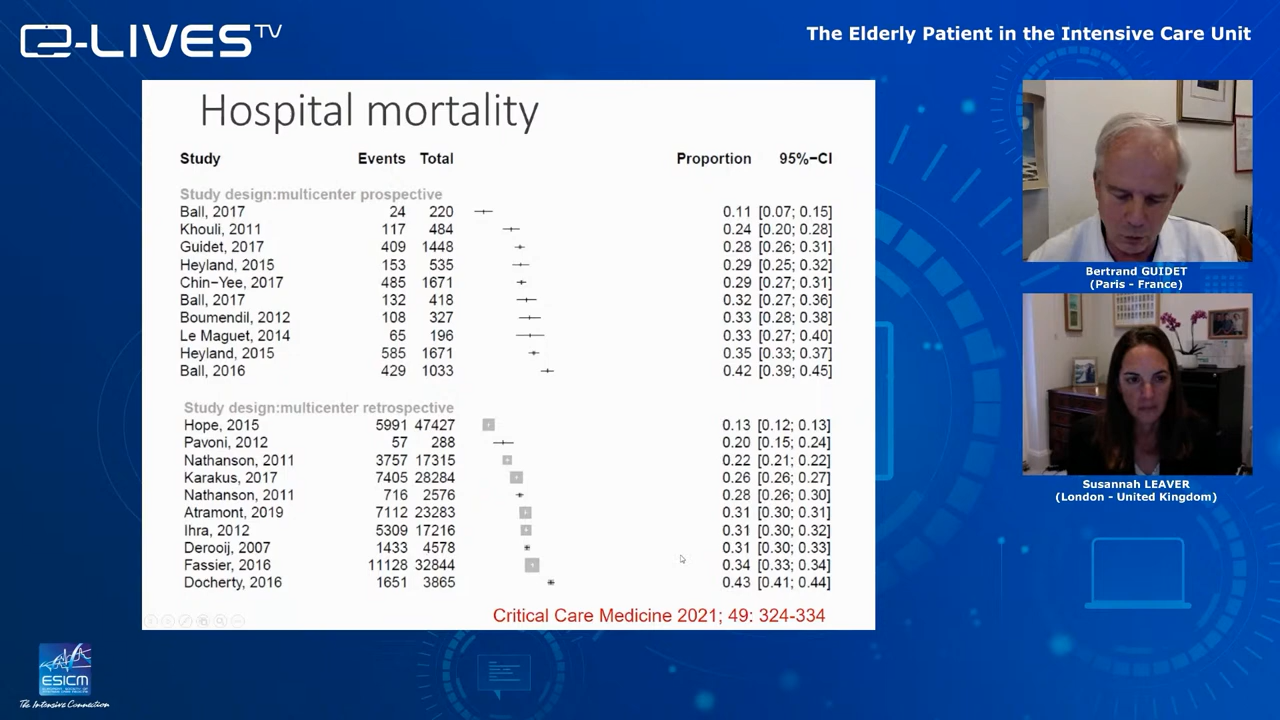 e-LIVES TV
The Elderly Patient in the Intensive Care Unit
Hospital mortality
Study Events Total Proportion 95%−CI
Study design:multicenter prospective
Ball, 2017 24 220 0.11 [0.07; 0.15]
Khouli, 2011 117 484 0.24 [0.20; 0.28]
Guidet, 2017 409 1448 0.28 [0.26; 0.31]
Heyland, 2015 153 535 0.29 [0.25; 0.32]
Chin−Yee, 2017 485 1671 0.29 [0.27; 0.31]
Ball, 2017 132 418 0.32 [0.27; 0.36]
Boumendil, 2012 108 327 0.33 [0.28; 0.38]
Le Maguet, 2014 65 196 0.33 [0.27; 0.40]
Heyland, 2015 585 1671 0.35 [0.33; 0.37]
Ball, 2016 429 1033 0.42 [0.39; 0.45]
Study design:multicenter retrospective
Hope, 2015 5991 47427 0.13 [0.12; 0.13]
Pavoni, 2012 57 288 0.20 [0.15; 0.24]
Nathanson, 2011 3757 17315 0.22 [0.21; 0.22]
Karakus, 2017 7405 28284 0.26 [0.26; 0.27]
Nathanson, 2011 716 2576 0.28 [0.26; 0.30]
Atramont, 2019 7112 23283 0.31 [0.30; 0.31]
Ihra, 2012 5309 17216 0.31 [0.30; 0.32]
Derooij, 2007 1433 4578 0.31 [0.30; 0.33]
Fassier, 2016 11128 32844 0.34 [0.33; 0.34]
Docherty, 2016 1651 3865 0.43 [0.41; 0.44]
Critical Care Medicine 2021; 49: 324-334
Bertrand GUIDET
(Paris - France)
Susannah LEAVER
(London - United Kingdom)
ESICM
The Intensive Connection